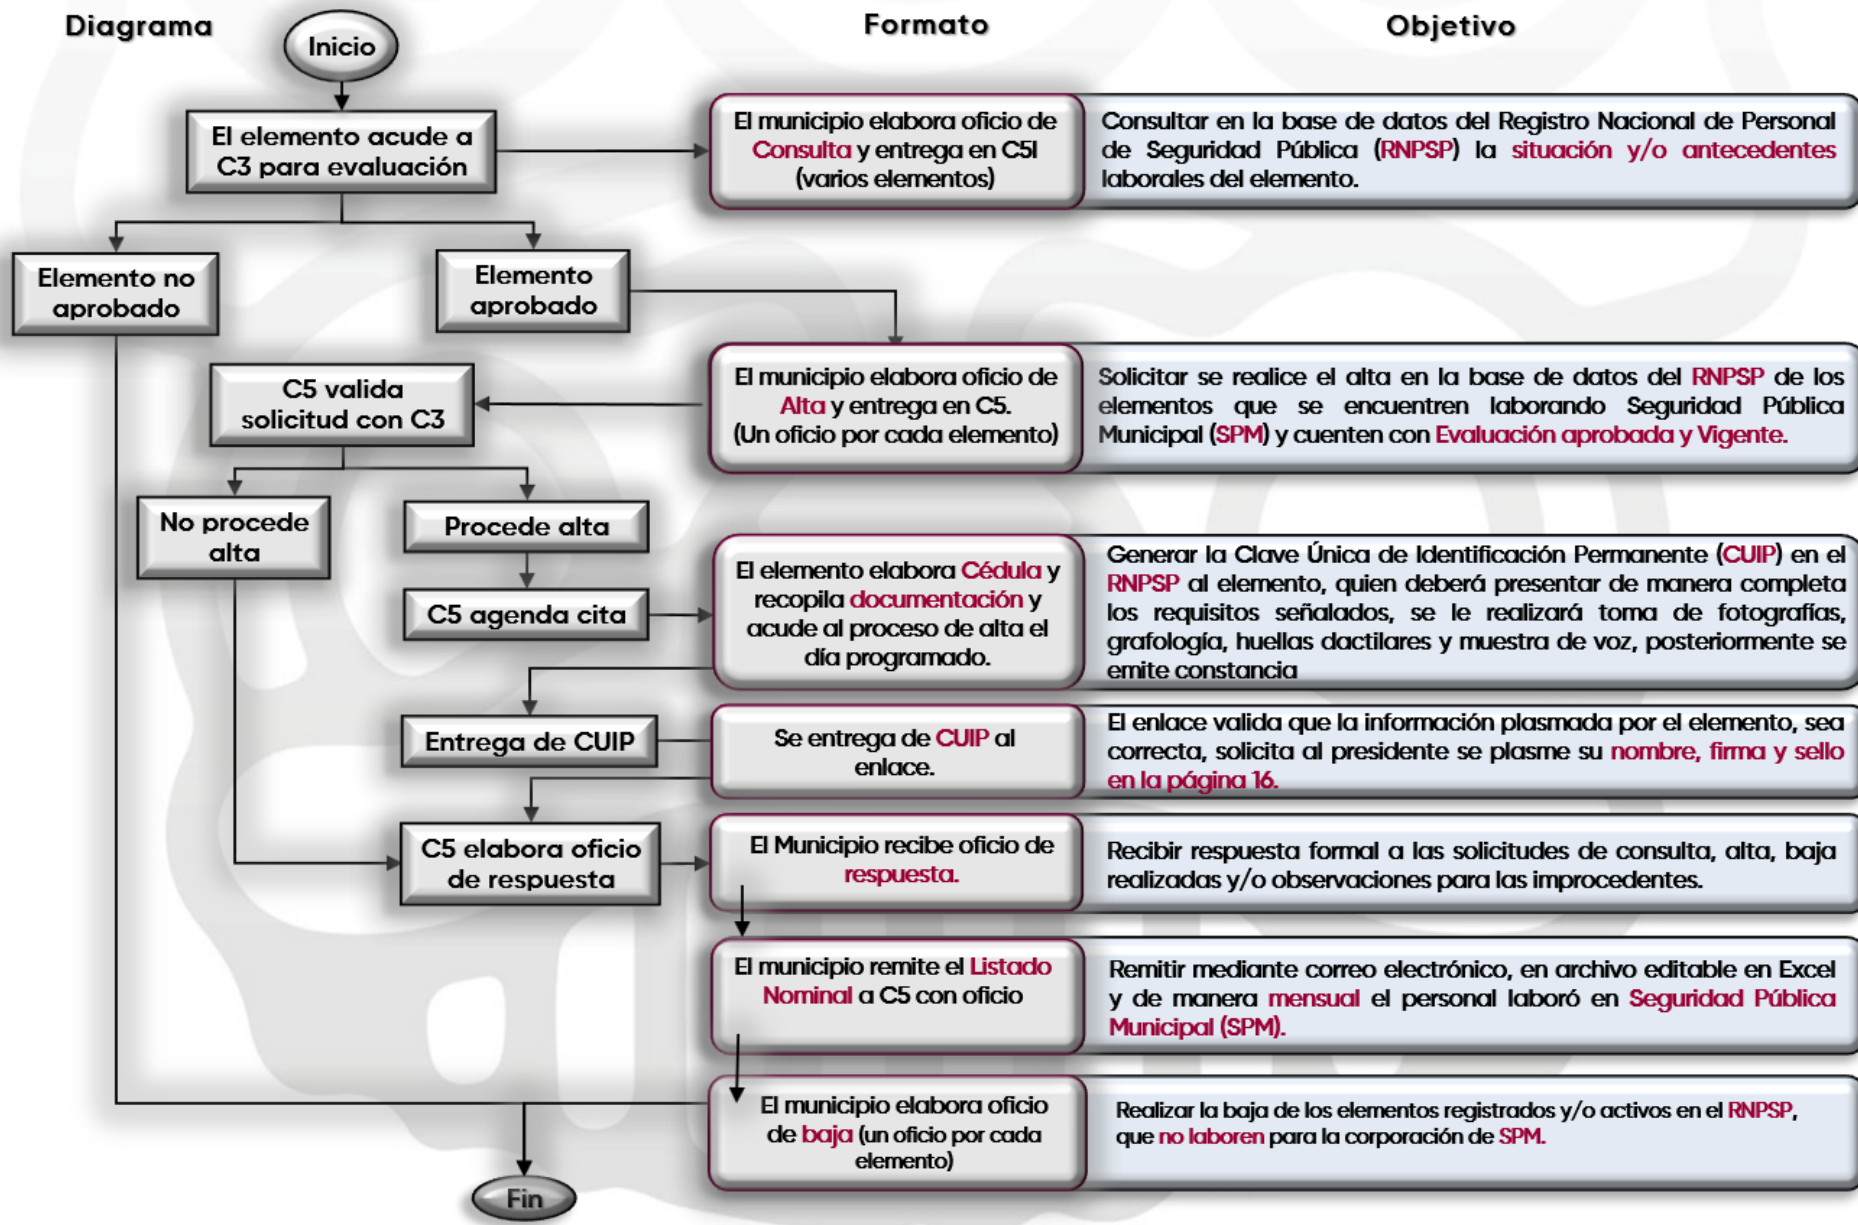 Diagrama
Formato
Objetivo
Inicio
El elemento acude a
C3 para evaluación
El municipio elabora oficio de
Consulta y entrega en C5I
(varios elementos)
Consultar en la base de datos del Registro Nacional de Personal
de Seguridad Pública (RNPSP) la situación y/o antecedentes
laborales del elemento.
Elemento no
aprobado
Elemento
aprobado
C5 valida
solicitud con C3
El municipio elabora oficio de
Alta y entrega en C5.
(Un oficio por cada elemento)
Solicitar se realice el alta en la base de datos del RNPSP de los
elementos que se encuentren laborando Seguridad Pública
Municipal (SPM) y cuenten con Evaluación aprobada y Vigente.
No procede
alta
Procede alta
C5 agenda cita
El elemento elabora Cédula y
recopila documentación y
acude al proceso de alta el
día programado.
Generar la Clave Única de Identificación Permanente (CUIP) en el
RNPSP al elemento, quien deberá presentar de manera completa
los requisitos señalados, se le realizará toma de fotografías,
grafología, huellas dactilares y muestra de voz, posteriormente se
emite constancia
Entrega de CUIP
Se entrega de CUIP al
enlace.
El enlace valida que la información plasmada por el elemento, sea
correcta, solicita al presidente se plasme su nombre, firma y sello
en la página 16.
C5 elabora oficio
de respuesta
El Municipio recibe oficio de
respuesta.
Recibir respuesta formal a las solicitudes de consulta, alta, baja
realizadas y/o observaciones para las improcedentes.
El municipio remite el Listado
Nominal a C5 con oficio
Remitir mediante correo electrónico, en archivo editable en Excel
y de manera mensual el personal laboró en Seguridad Pública
Municipal (SPM).
El municipio elabora oficio
de baja (un oficio por cada
elemento)
Realizar la baja de los elementos registrados y/o activos en el RNPSP,
que no laboren para la corporación de SPM.
Fin